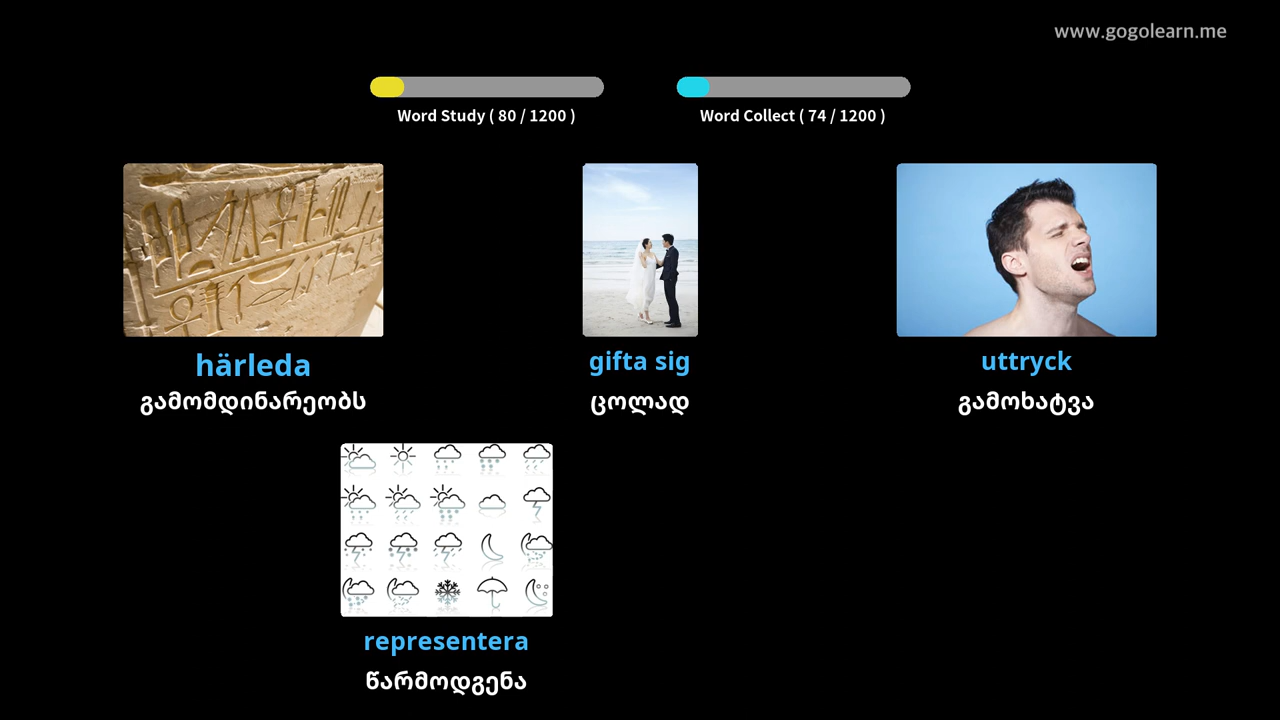 www.gogolearn.me
Word Study ( 80 / 1200 )
Word Collect ( 74 / 1200 )
härleda
გამომდინარეობს
gifta sig
ცოლად
uttryck
გამოხატვა
representera
წარმოდგენა